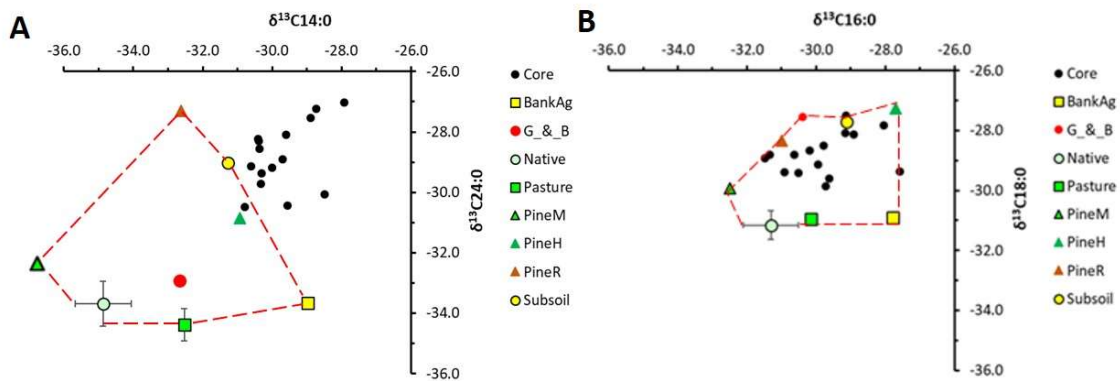 A
δ¹³C14:0
-36.0 -34.0 -32.0 -30.0 -28.0 -26.0
-26.0
-28.0
-30.0
-32.0
-34.0
-36.0
δ¹³C24:0
Core
BankAg
G_&_B
Native
Pasture
PineM
PineH
PineR
Subsoil
B
δ¹³C16:0
-36.0 -34.0 -32.0 -30.0 -28.0 -26.0
-26.0
-28.0
-30.0
-32.0
-34.0
-36.0
δ¹³C18:0
Core
BankAg
G_&_B
Native
Pasture
PineM
PineH
PineR
Subsoil